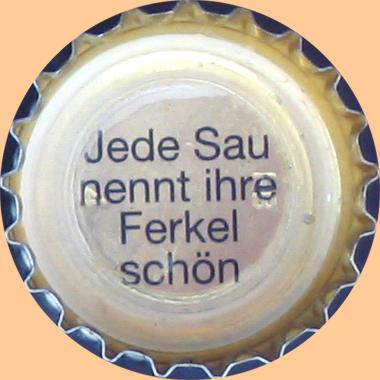 Jede Sau
nennt ihre
Ferkel
schön